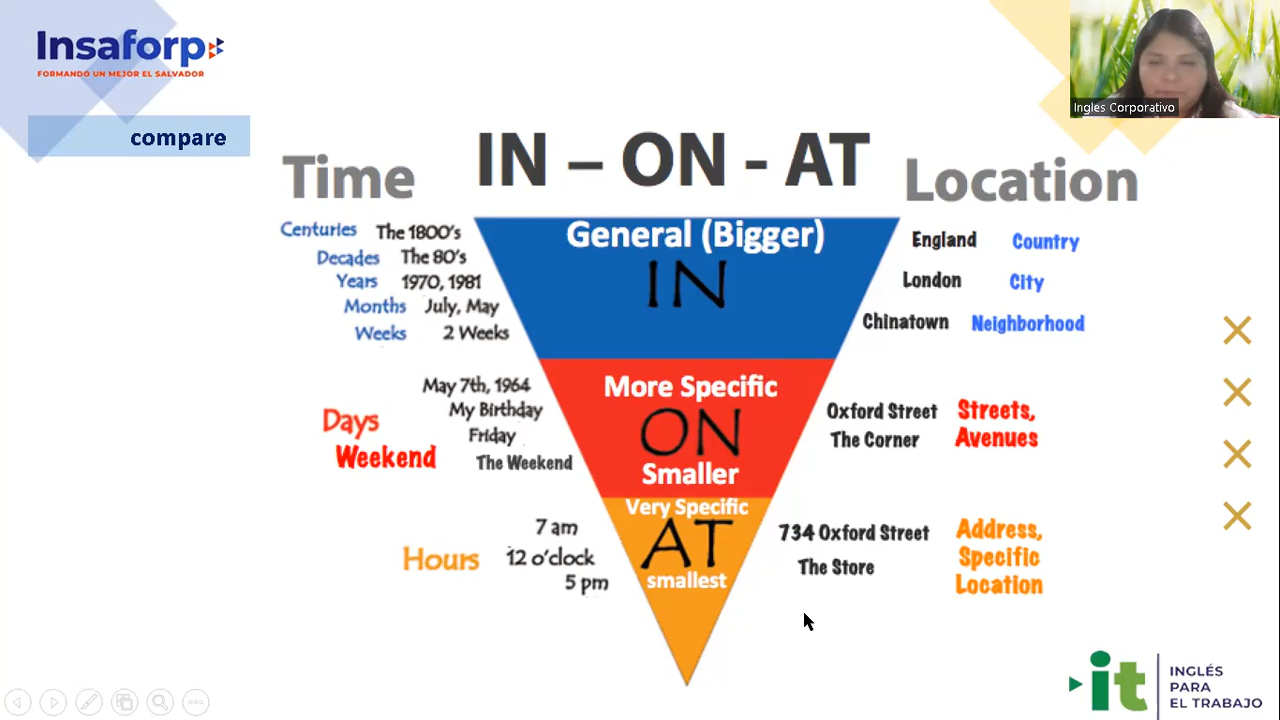 Insaforp
FORMANDO UN MEJOR EL SALVADOR
compare
Ingles Corporativo
IN – ON - AT
Time
Location
Centuries The 1800's
Decades The 80's
Years 1970, 1981
Months July, May
Weeks 2 Weeks
General (Bigger)
IN
England Country
London City
Chinatown Neighborhood
May 7th, 1964
My Birthday
Friday
The Weekend
Days
Weekend
More Specific
ON
Smaller
Oxford Street
The Corner
Streets,
Avenues
Hours
7 am
12 o'clock
5 pm
Very Specific
AT
smallest
734 Oxford Street
The Store
Address,
Specific
Location
it
INGLÉS
PARA
EL TRABAJO